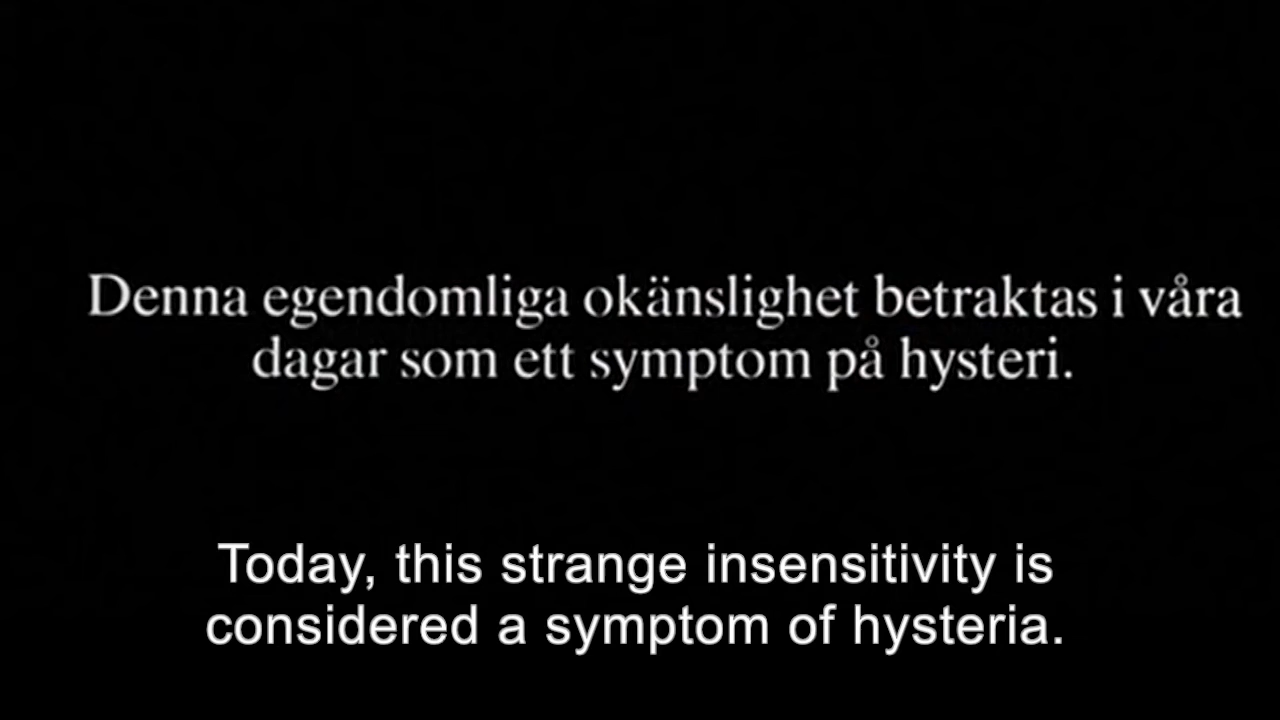 Denna egendomliga okänslighet betraktas i våra
dagar som ett symptom på hysteri.
Today, this strange insensitivity is
considered a symptom of hysteria.